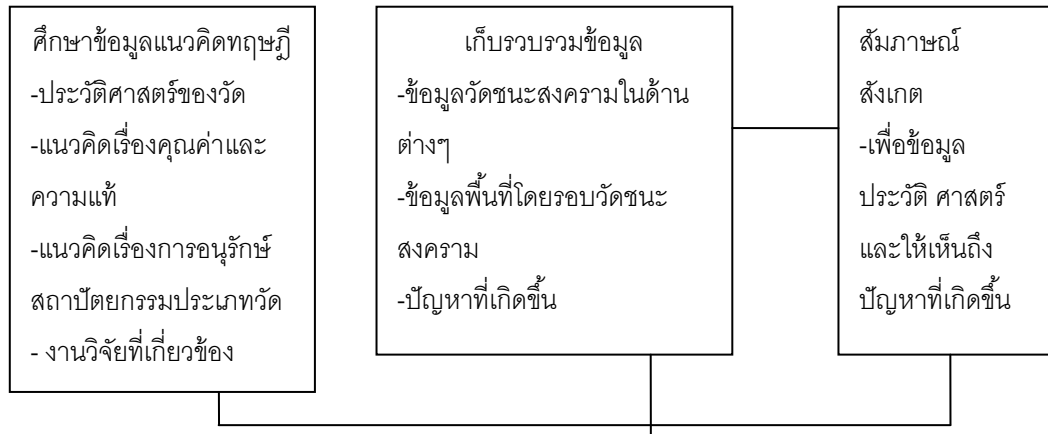 ศึกษาข้อมูลแนวคิดทฤษฎี
-ประวัติศาสตร์ของวัด
-แนวคิดเรื่องคุณค่าและ
ความแท้
-แนวคิดเรื่องการอนุรักษ์
สถาปัตยกรรมประเภทวัด
- งานวิจัยที่เกี่ยวข้อง
เก็บรวบรวมข้อมูล
-ข้อมูลวัดชนะสงครามในด้าน
ต่างๆ
-ข้อมูลพื้นที่โดยรอบวัดชนะ
สงคราม
-ปัญหาที่เกิดขึ้น
สัมภาษณ์
สังเกต
-เพื่อข้อมูล
ประวัติ ศาสตร์
และให้เห็นถึง
ปัญหาที่เกิดขึ้น